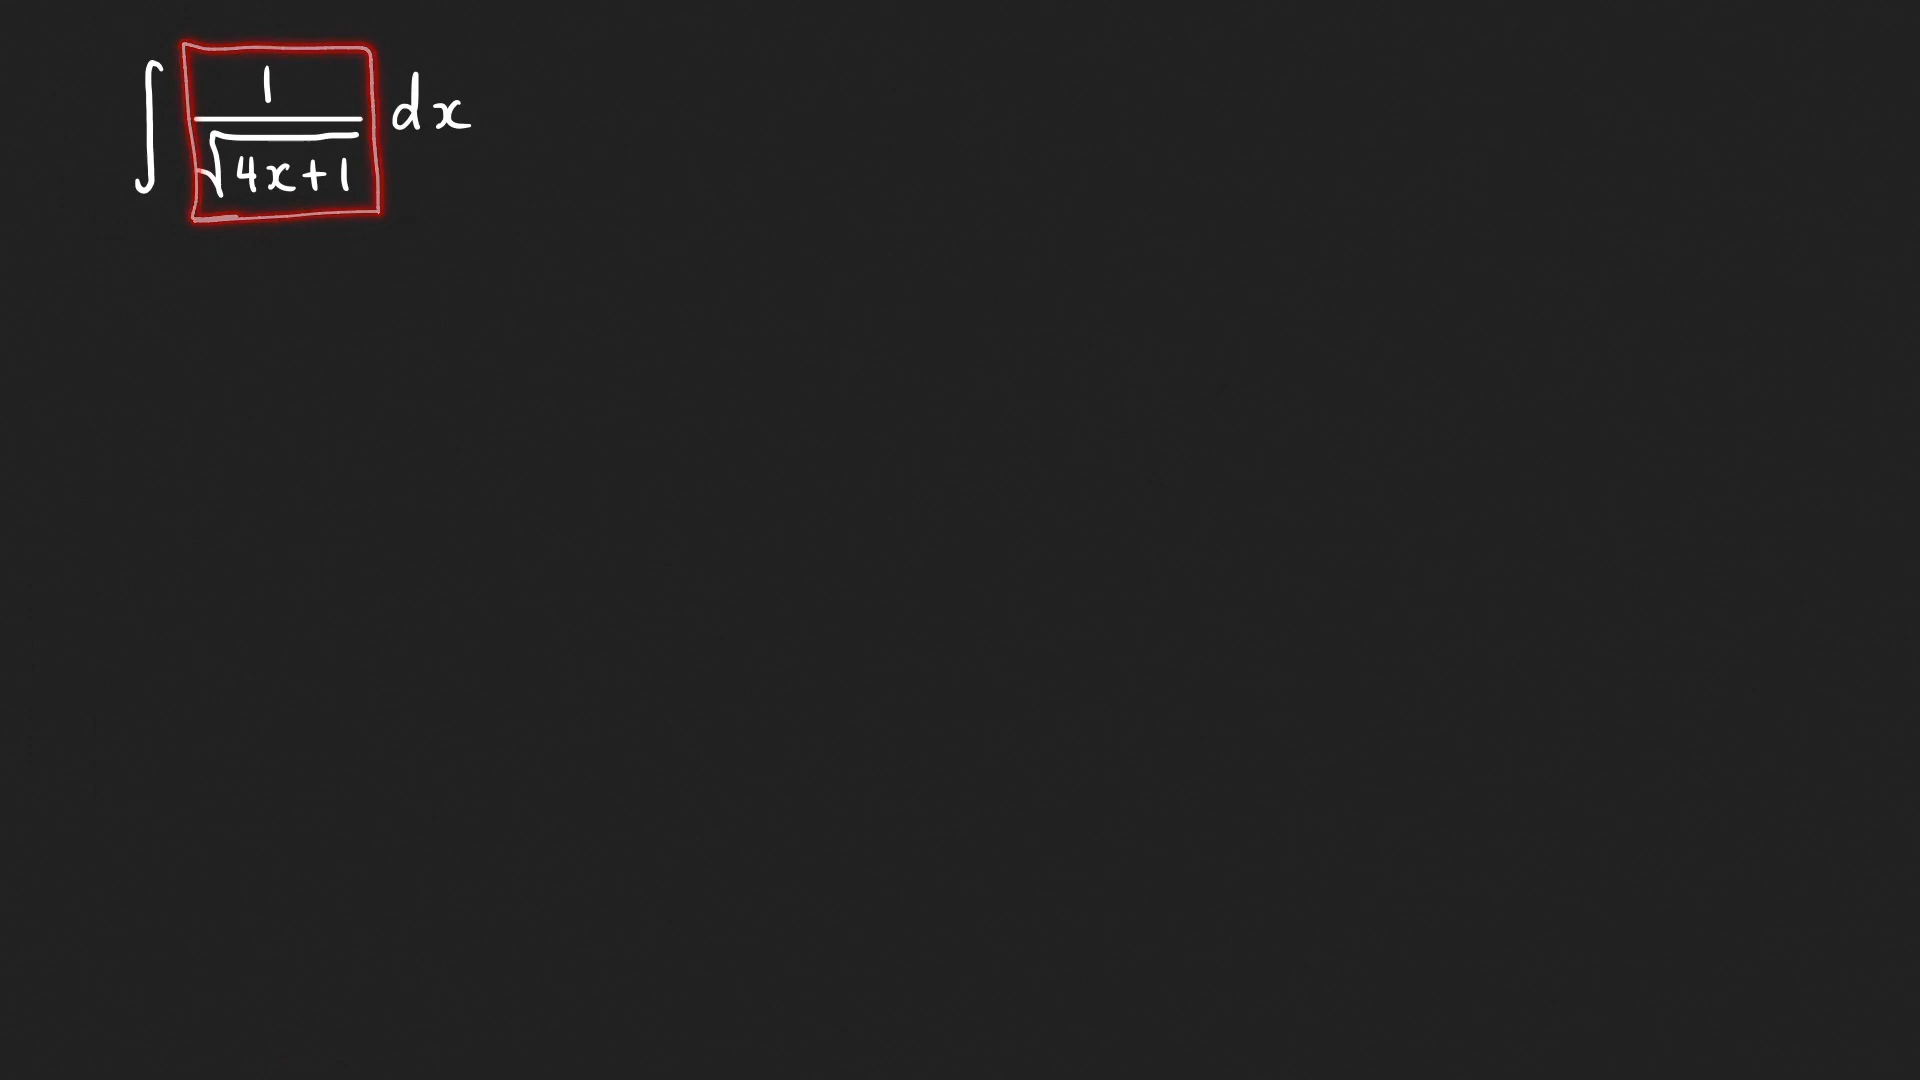 ∫ 1/√(4x+1) dx